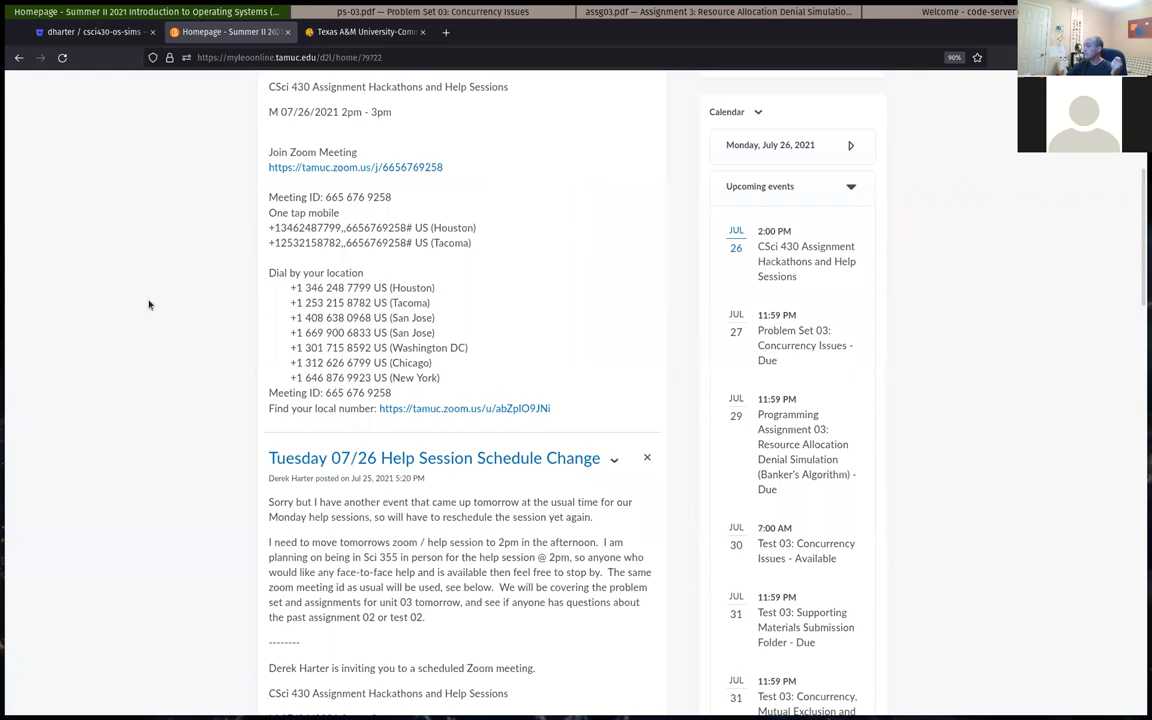 Homepage - Summer II 2021 Introduction to Operating Systems (...
ps-03.pdf — Problem Set 03: Concurrency Issues
assg03.pdf — Assignment 3: Resource Allocation Denial Simulatio...
Welcome - code-server
dharter / csci430-os-sims
Homepage - Summer II 202
Texas A&M University-Com
https://myleoonline.tamuc.edu/d2l/home/79722
90%
CSci 430 Assignment Hackathons and Help Sessions
M 07/26/2021 2pm - 3pm
Join Zoom Meeting
https://tamuc.zoom.us/j/6656769258
Meeting ID: 665 676 9258
One tap mobile
+13462487799,,6656769258# US (Houston)
+12532158782,,6656769258# US (Tacoma)
Dial by your location
+1 346 248 7799 US (Houston)
+1 253 215 8782 US (Tacoma)
+1 408 638 0968 US (San Jose)
+1 669 900 6833 US (San Jose)
+1 301 715 8592 US (Washington DC)
+1 312 626 6799 US (Chicago)
+1 646 876 9923 US (New York)
Meeting ID: 665 676 9258
Find your local number: https://tamuc.zoom.us/u/abZpIO9JNi
Tuesday 07/26 Help Session Schedule Change
Derek Harter posted on Jul 25, 2021 5:20 PM
Sorry but I have another event that came up tomorrow at the usual time for our
Monday help sessions, so will have to reschedule the session yet again.
I need to move tomorrows zoom / help session to 2pm in the afternoon. I am
planning on being in Sci 355 in person for the help session @ 2pm, so anyone who
would like any face-to-face help and is available then feel free to stop by. The same
zoom meeting id as usual will be used, see below. We will be covering the problem
set and assignments for unit 03 tomorrow, and see if anyone has questions about
the past assignment 02 or test 02.
--------
Derek Harter is inviting you to a scheduled Zoom meeting.
CSci 430 Assignment Hackathons and Help Sessions
Calendar
Monday, July 26, 2021
Upcoming events
JUL
26
2:00 PM
CSci 430 Assignment
Hackathons and Help
Sessions
JUL
27
11:59 PM
Problem Set 03:
Concurrency Issues -
Due
JUL
29
11:59 PM
Programming
Assignment 03:
Resource Allocation
Denial Simulation
(Banker's Algorithm) -
Due
JUL
30
7:00 AM
Test 03: Concurrency
Issues - Available
JUL
31
11:59 PM
Test 03: Supporting
Materials Submission
Folder - Due
JUL
31
11:59 PM
Test 03: Concurrency,
Mutual Exclusion and